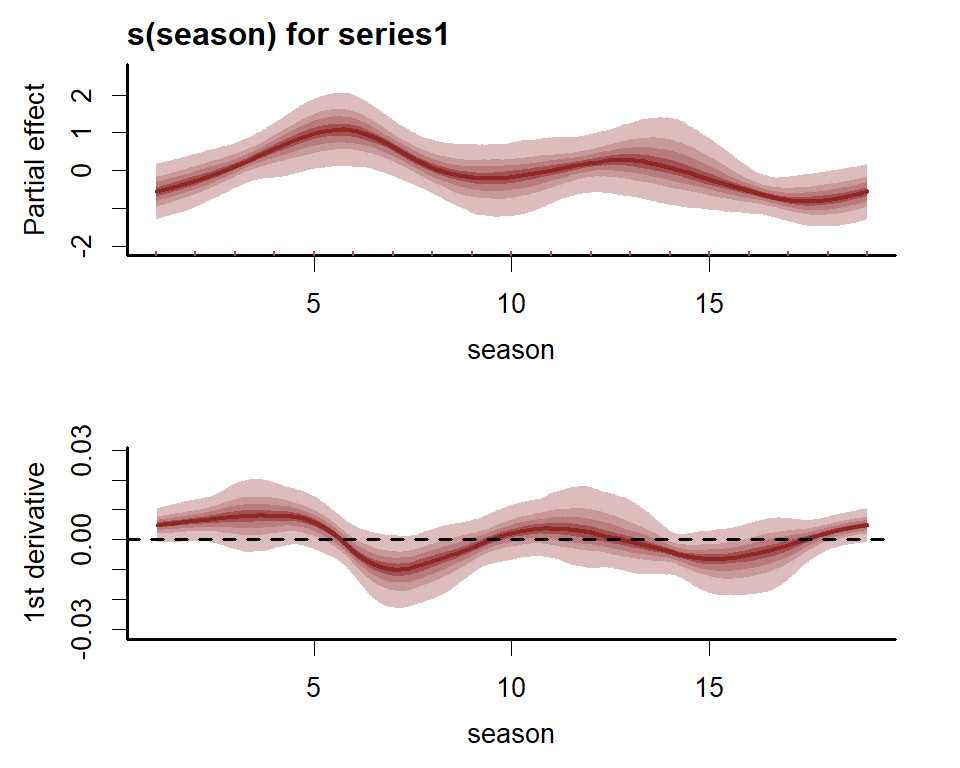 s(season) for series1
Partial effect
2
1
0
-2
5 10 15
season
1st derivative
0.03
0.00
-0.03
5 10 15
season